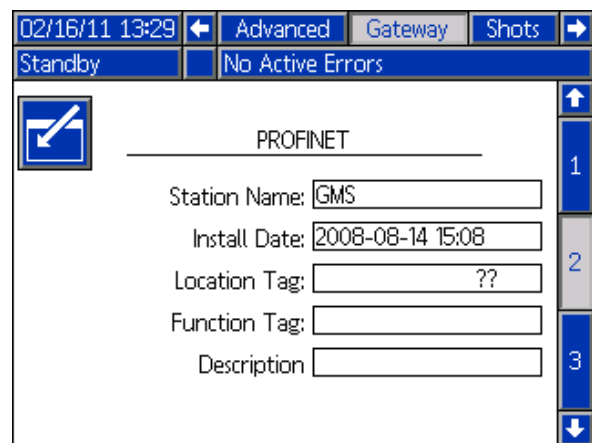 02/16/11 13:29 Advanced Gateway Shots
Standby No Active Errors
PROFINET
1
Station Name: GMS
Install Date: 2008-08-14 15:08
2
Location Tag: ??
Function Tag:
Description
3